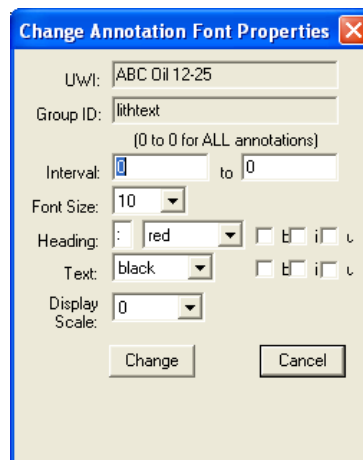 Change Annotation Font Properties
UWI: ABC Oil 12-25
Group ID: lithtext
(0 to 0 for ALL annotations)
Interval: 0 to 0
Font Size: 10
Heading: : red i
Text: black i
Display
Scale: 0
Change Cancel